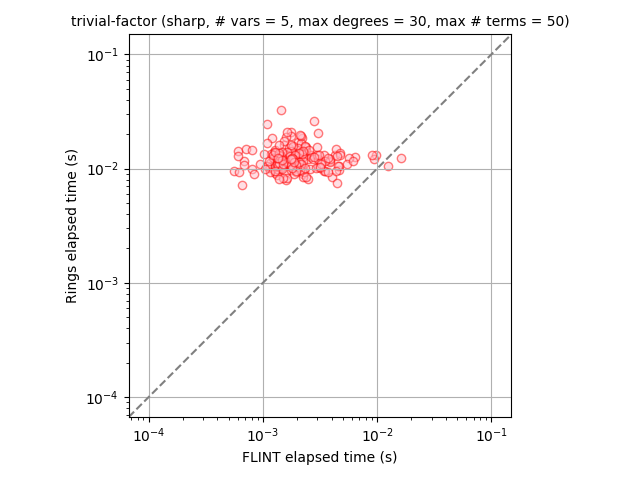 trivial-factor (sharp, # vars = 5, max degrees = 30, max # terms = 50)
10⁻¹
10⁻²
10⁻³
10⁻⁴
Rings elapsed time (s)
10⁻⁴ 10⁻³ 10⁻² 10⁻¹
FLINT elapsed time (s)